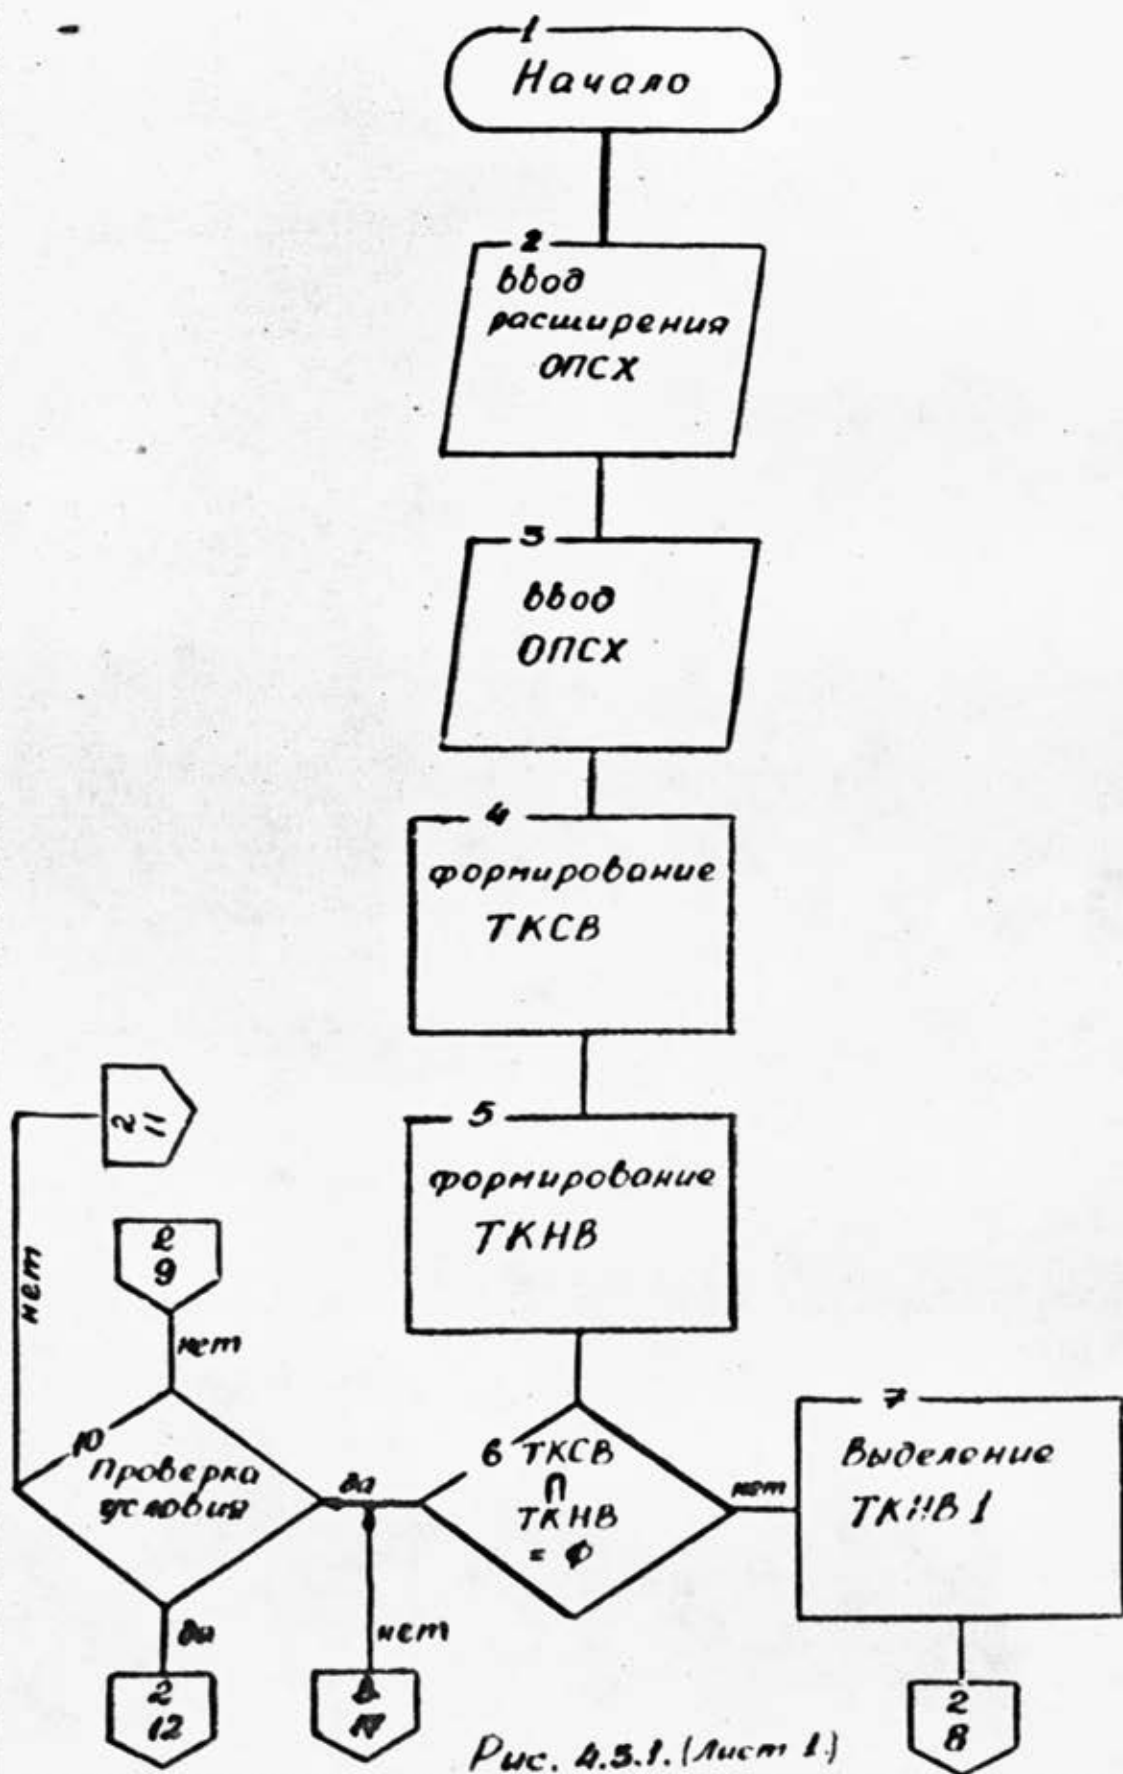 1
Начало
2
Ввод
расширения
ОПСХ
3
Ввод
ОПСХ
4
формирование
ТКСВ
5
формирование
ТКНВ
2
11
нет
2
9
нет
10
Проверка
условия
да
6 ТКСВ
∩
ТКНВ
= ф
нет
7
Выделение
ТКНВ 1
да
2
12
нет
17
2
8
Рис. 4.3.1. (Лист 1.)